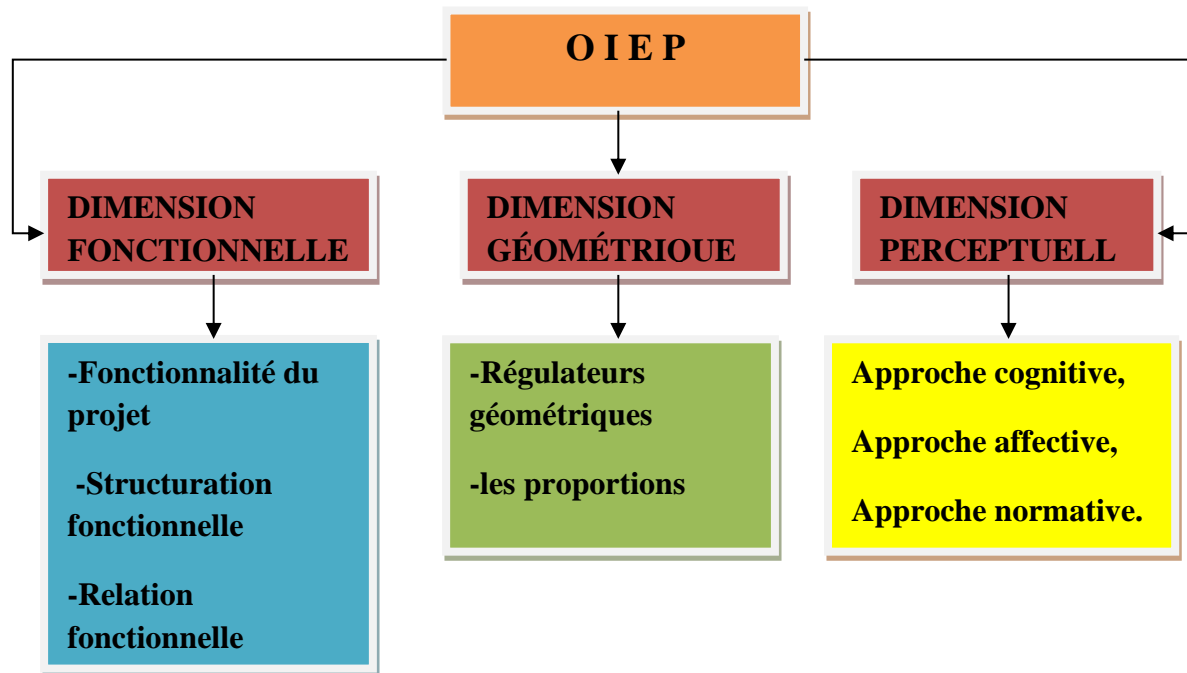 O I E P
DIMENSION
FONCTIONNELLE
DIMENSION
GÉOMÉTRIQUE
DIMENSION
PERCEPTUELL
-Fonctionnalité du
projet
-Structuration
fonctionnelle
-Relation
fonctionnelle
-Régulateurs
géométriques
-les proportions
Approche cognitive,
Approche affective,
Approche normative.